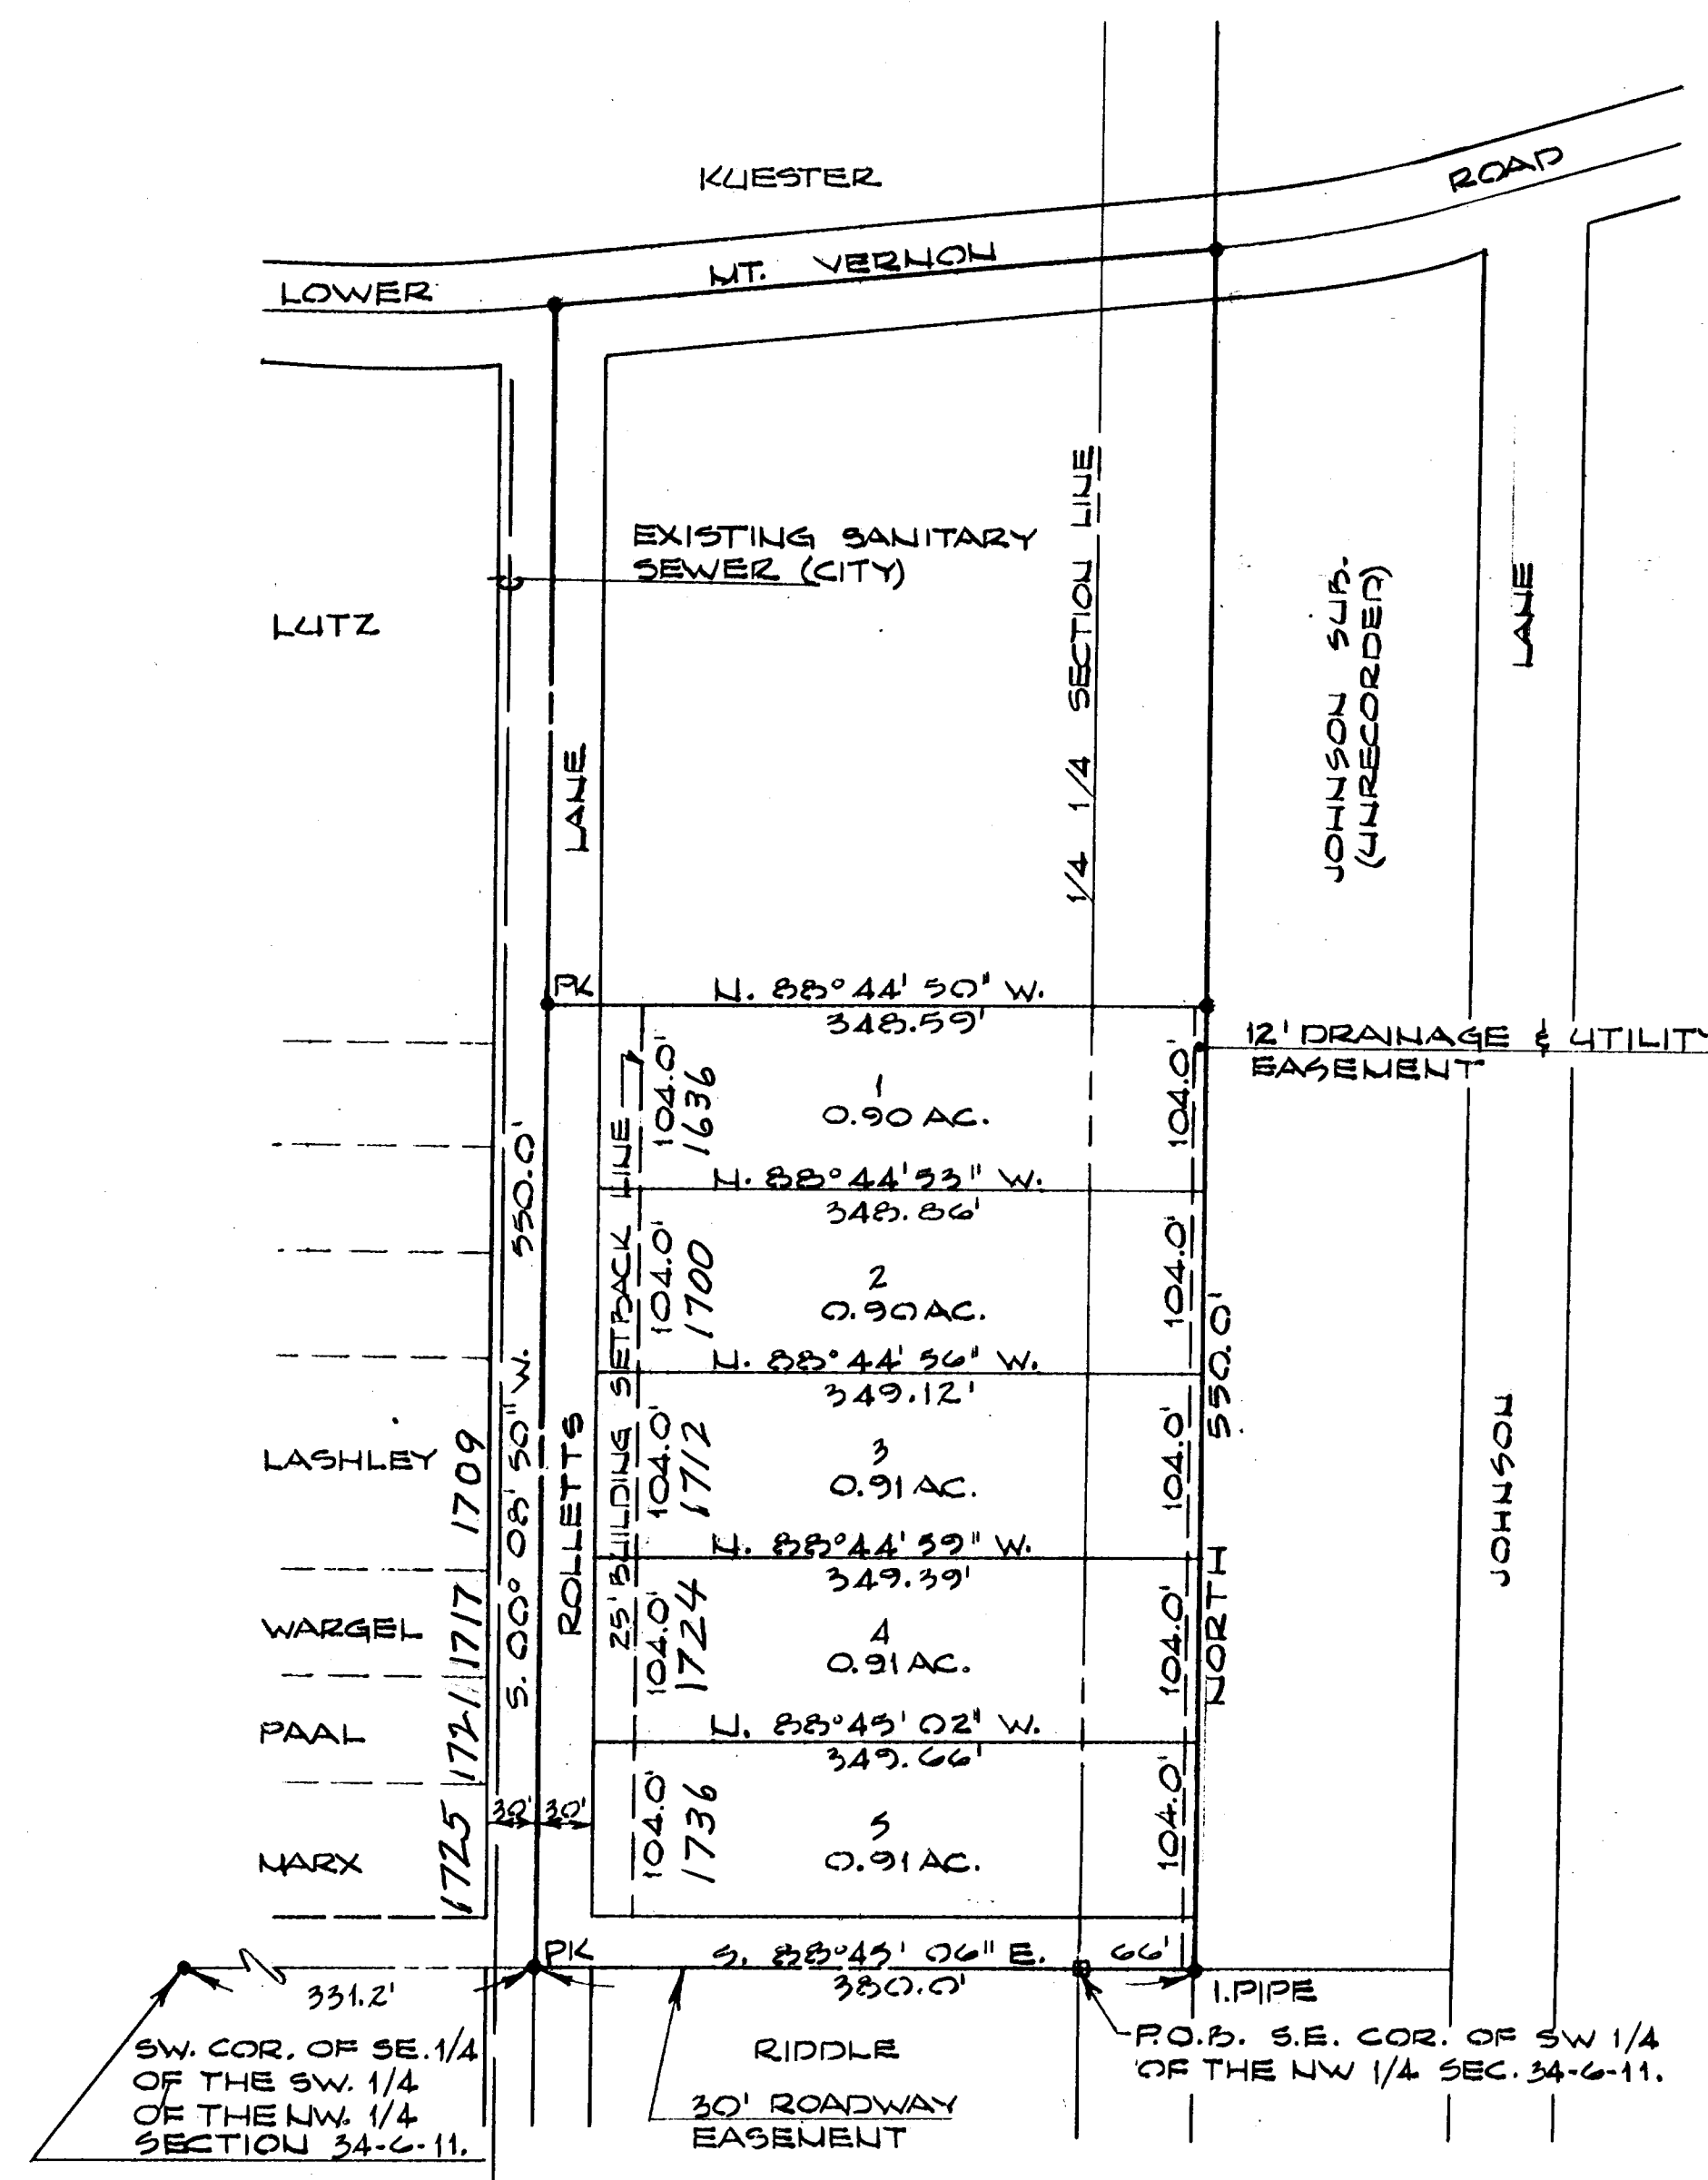 KUESTER
ROAD
MT. VERNON
LOWER
EXISTING SANITARY
SEWER (CITY)
LUTZ
1/4 1/4 SECTION LINE
JOHNSON SUB.
(UNRECORDED)
LANE
LANE
PK
N. 88° 44' 50" W.
348.59'
12' DRAINAGE & UTILITY
EASEMENT
104.0'
1636
1
0.90 AC.
104.0'
N. 88° 44' 53" W.
348.86'
550.0'
104.0'
1700
2
0.90 AC.
104.0'
25' BUILDING SETBACK LINE
N. 88° 44' 56" W.
349.12'
550.0'
LASHLEY
1709
S. 00° 08' 50" W.
ROLLETTS
104.0'
1712
3
0.91 AC.
104.0'
JOHNSON
N. 88° 44' 59" W.
349.39'
NORTH
WARGEL
1717
104.0'
1724
4
0.91 AC.
104.0'
N. 88° 45' 02" W.
349.66'
PAAL
1721
30' 30'
104.0'
1736
5
0.91 AC.
104.0'
MARX
1725
PK
S. 88° 45' 06" E. 66'
380.0'
331.2'
I.PIPE
SW. COR. OF SE. 1/4
OF THE SW. 1/4
OF THE NW. 1/4
SECTION 34-6-11.
RIDDLE
30' ROADWAY
EASEMENT
P.O.B. S.E. COR. OF SW 1/4
OF THE NW 1/4 SEC. 34-6-11.